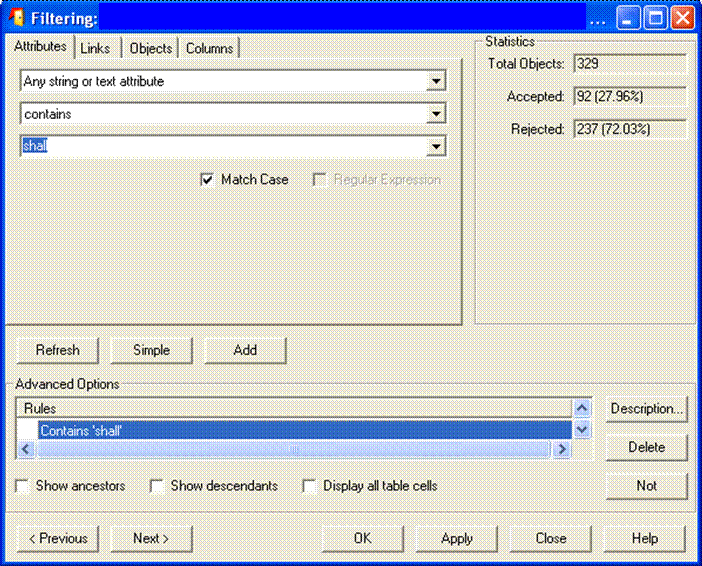 Filtering: ...
Attributes Links Objects Columns
Statistics
Any string or text attribute
Total Objects: 329
contains
Accepted: 92 (27.96%)
shall
Rejected: 237 (72.03%)
Match Case Regular Expression
Refresh Simple Add
Advanced Options
Rules
Description...
Contains 'shall'
Delete
Show ancestors Show descendants Display all table cells
Not
< Previous Next > OK Apply Close Help